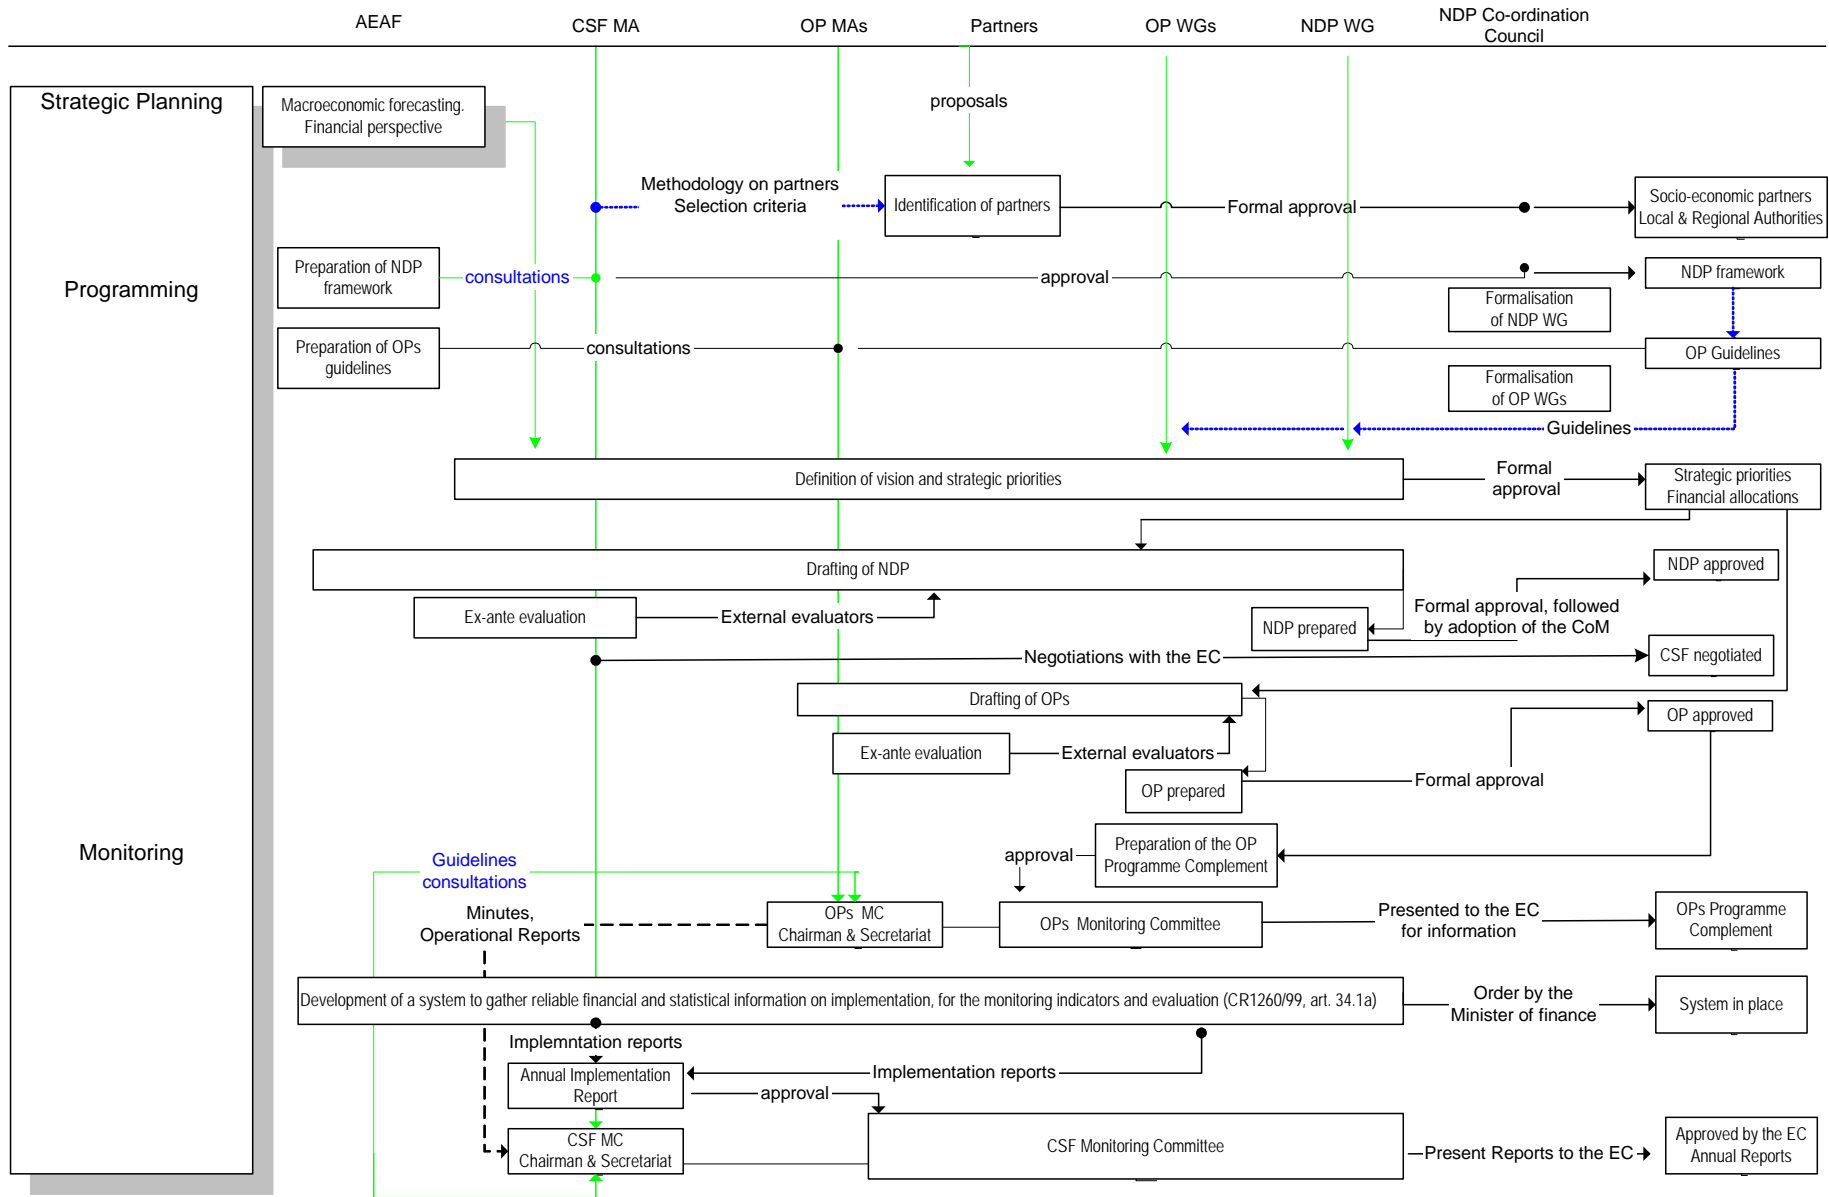 AEAF
CSF MA
OP MAs
Partners
OP WGs
NDP WG
NDP Co-ordination
Council
Strategic Planning
Macroeconomic forecasting.
Financial perspective
proposals
Methodology on partners
Selection criteria
Identification of partners
Formal approval
Socio-economic partners
Local & Regional Authorities
Programming
Preparation of NDP
framework
consultations
approval
NDP framework
Formalisation
of NDP WG
Preparation of OPs
guidelines
consultations
OP Guidelines
Formalisation
of OP WGs
Guidelines
Definition of vision and strategic priorities
Formal
approval
Strategic priorities
Financial allocations
Drafting of NDP
NDP approved
Ex-ante evaluation
External evaluators
NDP prepared
Formal approval, followed
by adoption of the CoM
Negotiations with the EC
CSF negotiated
Drafting of OPs
OP approved
Ex-ante evaluation
External evaluators
OP prepared
Formal approval
Monitoring
Preparation of the OP
Programme Complement
approval
Guidelines
consultations
Minutes,
Operational Reports
OPs MC
Chairman & Secretariat
OPs Monitoring Committee
Presented to the EC
for information
OPs Programme
Complement
Development of a system to gather reliable financial and statistical information on implementation, for the monitoring indicators and evaluation (CR1260/99, art. 34.1a)
Order by the
Minister of finance
System in place
Implemntation reports
Annual Implementation
Report
Implementation reports
approval
CSF MC
Chairman & Secretariat
CSF Monitoring Committee
Present Reports to the EC
Approved by the EC
Annual Reports